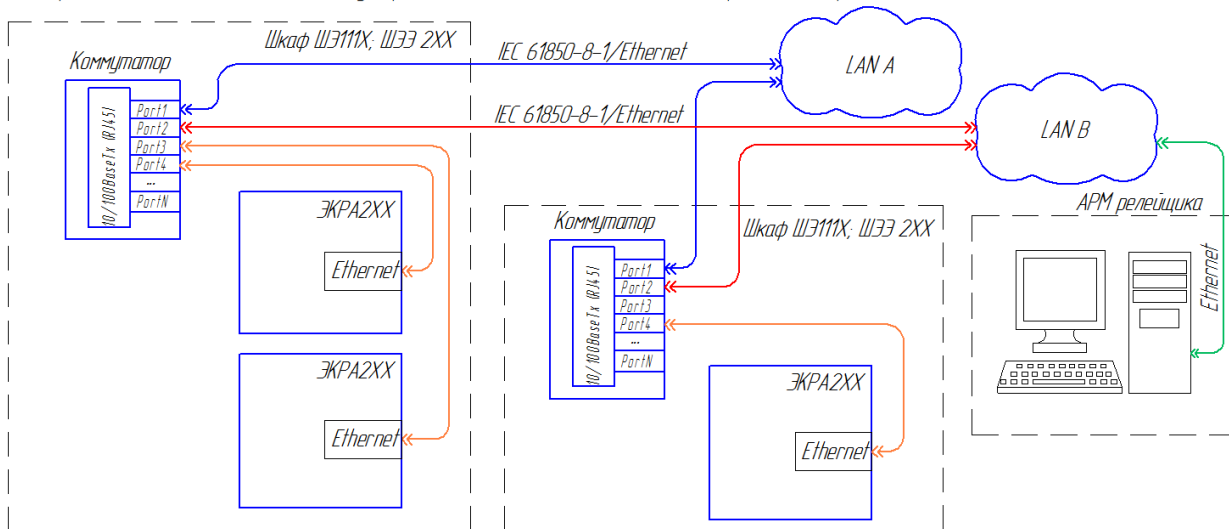 Шкаф ШЭ111Х; ШЭЭ 2ХХ
Коммутатор
10/100BaseTx (RJ45)
Port1
Port2
Port3
Port4
...
PortN
IEC 61850-8-1/Ethernet
IEC 61850-8-1/Ethernet
LAN A
LAN B
ЭКРА2ХХ
Ethernet
ЭКРА2ХХ
Ethernet
Коммутатор
Шкаф ШЭ111Х; ШЭЭ 2ХХ
10/100BaseTx (RJ45)
Port1
Port2
Port3
Port4
...
PortN
ЭКРА2ХХ
Ethernet
АРМ релейщика
Ethernet